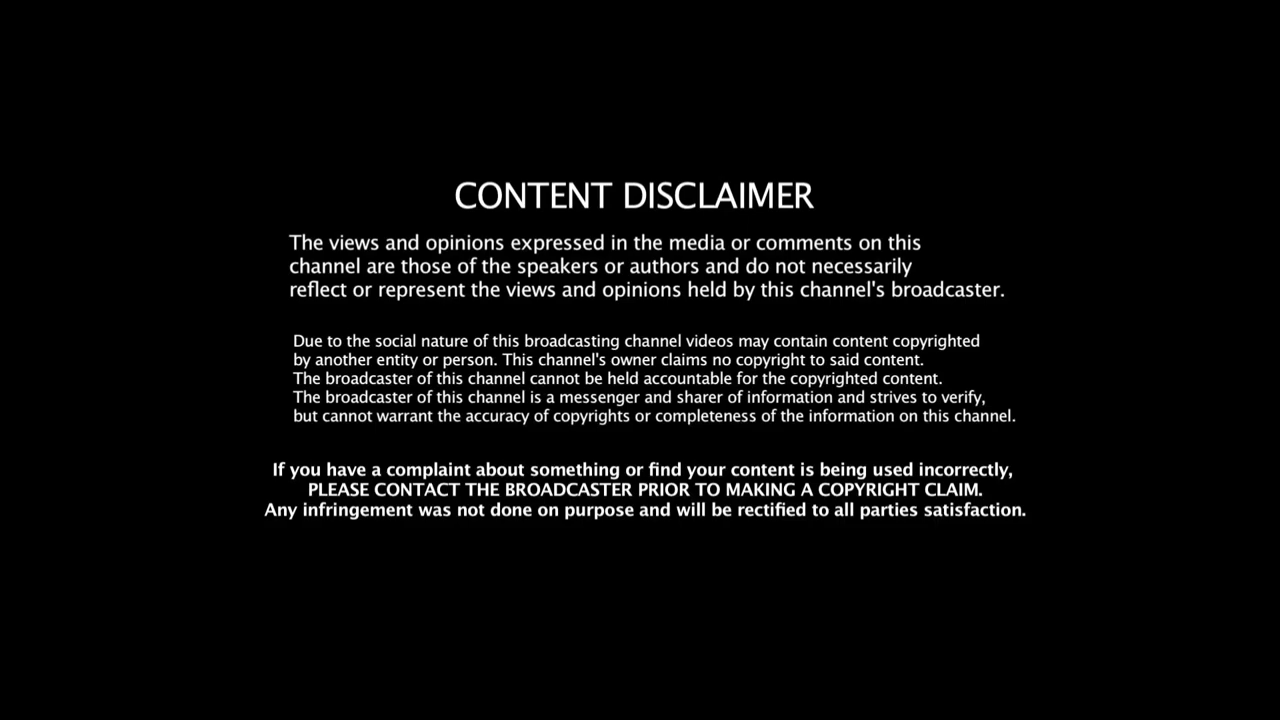 CONTENT DISCLAIMER
The views and opinions expressed in the media or comments on this
channel are those of the speakers or authors and do not necessarily
reflect or represent the views and opinions held by this channel's broadcaster.
Due to the social nature of this broadcasting channel videos may contain content copyrighted
by another entity or person. This channel's owner claims no copyright to said content.
The broadcaster of this channel cannot be held accountable for the copyrighted content.
The broadcaster of this channel is a messenger and sharer of information and strives to verify,
but cannot warrant the accuracy of copyrights or completeness of the information on this channel.
If you have a complaint about something or find your content is being used incorrectly,
PLEASE CONTACT THE BROADCASTER PRIOR TO MAKING A COPYRIGHT CLAIM.
Any infringement was not done on purpose and will be rectified to all parties satisfaction.